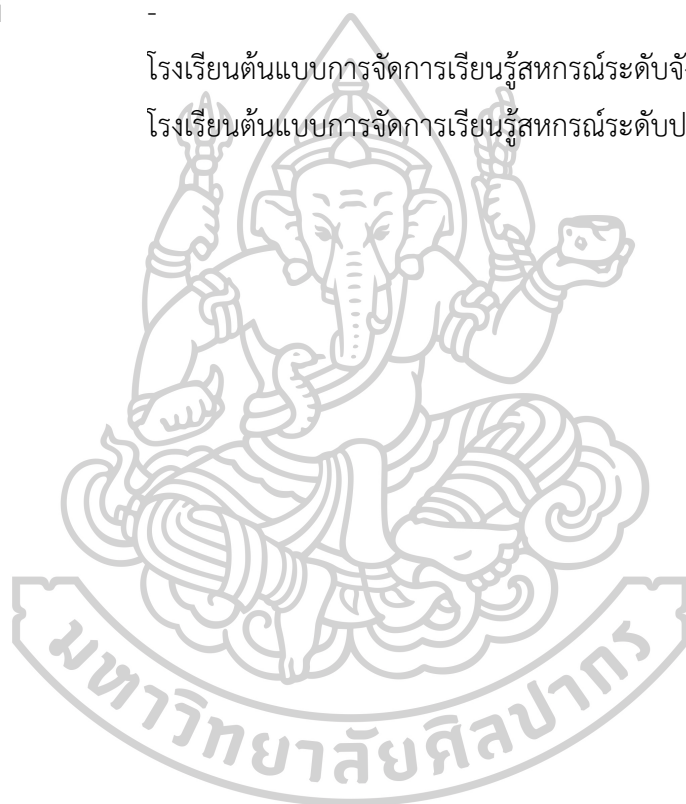 -
โรงเรียนต้นแบบการจัดการเรียนรู้สหกรณ์ระดับจั
โรงเรียนต้นแบบการจัดการเรียนรู้สหกรณ์ระดับป
มหาวิทยาลัยศิลปากร